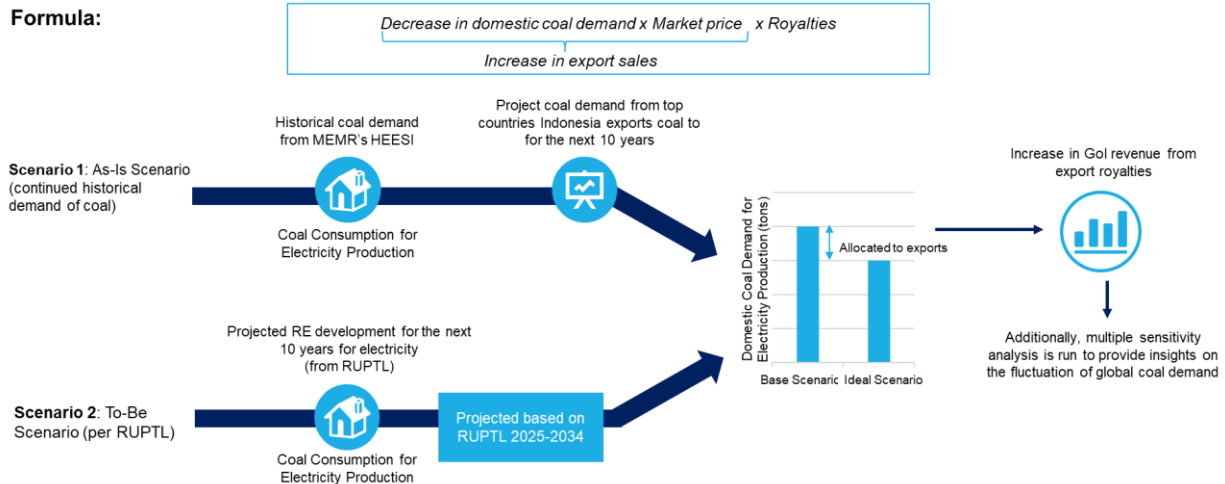 Formula:
Decrease in domestic coal demand x Market price x Royalties
Increase in export sales
Historical coal demand
from MEMR's HEESI
Project coal demand from top
countries Indonesia exports coal to
for the next 10 years
Scenario 1: As-Is Scenario
(continued historical
demand of coal)
Coal Consumption for
Electricity Production
Projected RE development for the next
10 years for electricity
(from RUPTL)
Scenario 2: To-Be
Scenario (per RUPTL)
Projected based on
RUPTL 2025-2034
Coal Consumption for
Electricity Production
Domestic Coal Demand for
Electricity Production (tons)
Allocated to exports
Base Scenario
Ideal Scenario
Increase in GoI revenue from
export royalties
Additionally, multiple sensitivity
analysis is run to provide insights on
the fluctuation of global coal demand